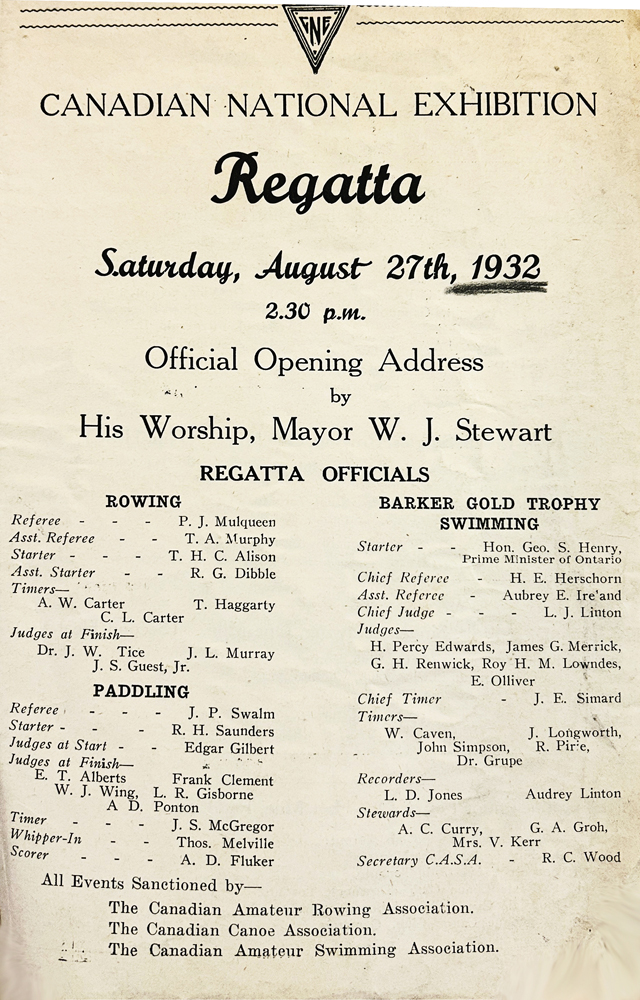 CNE
CANADIAN NATIONAL EXHIBITION
Regatta
Saturday, August 27th, 1932
2.30 p.m.
Official Opening Address
by
His Worship, Mayor W. J. Stewart
REGATTA OFFICIALS
ROWING
Referee - - - P. J. Mulqueen
Asst. Referee - - T. A. Murphy
Starter - - - T. H. C. Alison
Asst. Starter - - R. G. Dibble
Timers—
A. W. Carter T. Haggarty
C. L. Carter
Judges at Finish—
Dr. J. W. Tice J. L. Murray
J. S. Guest, Jr.
PADDLING
Referee - - - J. P. Swalm
Starter - - - R. H. Saunders
Judges at Start - - Edgar Gilbert
Judges at Finish—
E. T. Alberts Frank Clement
W. J. Wing, L. R. Gisborne
A D. Ponton
Timer - - - J. S. McGregor
Whipper-In - - Thos. Melville
Scorer - - - A. D. Fluker
BARKER GOLD TROPHY
SWIMMING
Starter - - Hon. Geo. S. Henry,
Prime Minister of Ontario
Chief Referee - H. E. Herschorn
Asst. Referee - Aubrey E. Ire'and
Chief Judge - - - L. J. Linton
Judges—
H. Percy Edwards, James G. Merrick,
G. H. Renwick, Roy H. M. Lowndes,
E. Olliver
Chief Timer - J. E. Simard
Timers—
W. Caven, J. Longworth,
John Simpson, R. Pirie,
Dr. Grupe
Recorders—
L. D. Jones Audrey Linton
Stewards—
A. C. Curry, G. A. Groh,
Mrs. V. Kerr
Secretary C.A.S.A. - R. C. Wood
All Events Sanctioned by—
The Canadian Amateur Rowing Association.
The Canadian Canoe Association.
The Canadian Amateur Swimming Association.